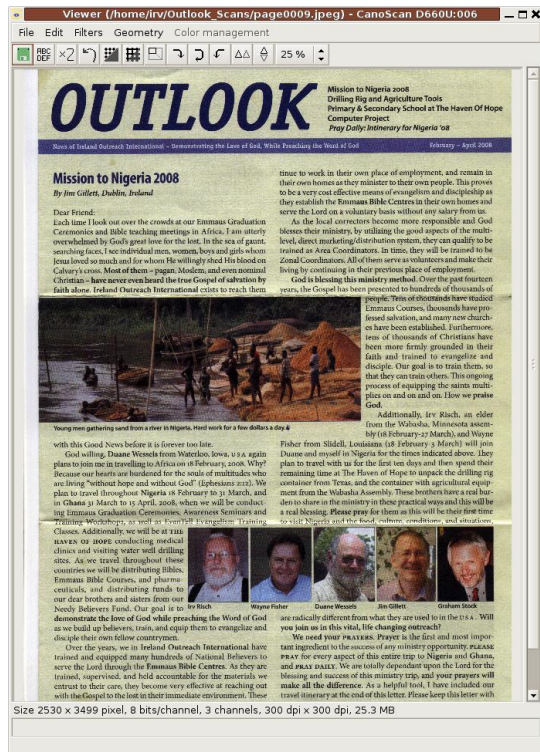 Viewer (/home/irv/Outlook_Scans/page0009.jpeg) - CanoScan D660U:006
File Edit Filters Geometry Color management
ABC DEF ×2 25 %
OUTLOOK
Mission to Nigeria 2008
Drilling Rig and Agriculture Tools
Primary & Secondary School at The Haven Of Hope
Computer Project
Pray Daily: Intinerary for Nigeria '08
News of Ireland Outreach International – Demonstrating the Love of God, While Preaching the Word of God
February – April 2008
Mission to Nigeria 2008
By Jim Gillett, Dublin, Ireland
Dear Friend:
Each time I look out over the crowds at our Emmaus Graduation
Ceremonies and Bible teaching meetings in Africa, I am utterly
overwhelmed by God's great love for the lost. In the sea of gaunt,
searching faces, I see individual men, women, boys and girls whom
Jesus loved so much and for whom He willingly shed His blood on
Calvary's cross. Most of them – pagan, Moslem, and even nominal
Christian – have never even heard the true Gospel of salvation by
faith alone. Ireland Outreach International exists to reach them
Young men gathering sand from a river in Nigeria. Hard work for a few dollars a day
with this Good News before it is forever too late.
God willing, Duane Wessels from Waterloo, Iowa, USA again
plans to join me in travelling to Africa on 18 February, 2008. Why?
Because our hearts are burdened for the souls of multitudes who
are living "without hope and without God" (Ephesians 2:12). We
plan to travel throughout Nigeria 18 February to 31 March, and
in Ghana 31 March to 15 April, 2008, when we will be conduct-
ing Emmaus Graduation Ceremonies, Awareness Seminars and
Training Workshops, as well as EvanTell Evangelism Training
Classes. Additionally, we will be at THE
HAVEN OF HOPE conducting medical
clinics and visiting water well drilling
sites. As we travel throughout these
countries we will be distributing Bibles,
Emmaus Bible Courses, and pharma-
ceuticals, and distributing funds to
our dear brothers and sisters from our
Needy Believers Fund. Our goal is to
demonstrate the love of God while preaching the Word of God
as we build up believers, train, and equip them to evangelize and
disciple their own fellow countrymen.
Over the years, we in Ireland Outreach International have
trained and equipped many hundreds of National Believers to
serve the Lord through the Emmaus Bible Centres. As they are
trained, supervised, and held accountable for the materials we
entrust to their care, they become very effective at reaching out
with the Gospel to the lost in their immediate environment. These
tinue to work in their own place of employment, and remain in
their own homes as they minister to their own people. This proves
to be a very cost effective means of evangelism and discipleship as
they establish the Emmaus Bible Centres in their own homes and
serve the Lord on a voluntary basis without any salary from us.
As the local correctors become more responsible and God
blesses their ministry, by utilizing the good aspects of the multi-
level, direct marketing/distribution system, they can qualify to be
trained as Area Coordinators. In time, they will be trained to be
Zonal Coordinators. All of them serve as volunteers and make their
living by continuing in their previous place of employment.
God is blessing this ministry method. Over the past fourteen
years, the Gospel has been presented to hundreds of thousands of
people. Tens of thousands have studied
Emmaus Courses, thousands have pro-
fessed salvation, and many new church-
es have been established. Furthermore,
tens of thousands of Christians have
been more firmly grounded in their
faith and trained to evangelize and
disciple. Our goal is to train them, so
that they can train others. This ongoing
process of equipping the saints multi-
plies on and on and on. How we praise
God.
Additionally, Irv Risch, an elder
from the Wabasha, Minnesota assem-
bly (18 February-27 March), and Wayne
Fisher from Slidell, Louisiana (18 February-3 March) will join
Duane and myself in Nigeria for the times indicated above. They
plan to travel with us for the first ten days and then spend their
remaining time at The Haven of Hope to unpack the drilling rig
container from Texas, and the container with agricultural equip-
ment from the Wabasha Assembly. These brothers have a real bur-
den to share in the ministry in these practical ways and this will be
a real blessing. Please pray for them as this will be their first time
to visit Nigeria and the food, culture, conditions, and situations,
Irv Risch
Wayne Fisher
Duane Wessels
Jim Gillett
Graham Stock
are radically different from what they are used to in the USA. Will
you join us in this vital, life changing outreach?
We need your PRAYERS. Prayer is the first and most impor-
tant ingredient to the success of any ministry opportunity. PLEASE
PRAY for every aspect of this entire trip to Nigeria and Ghana,
and PRAY DAILY. We are totally dependant upon the Lord for the
blessing and success of this ministry trip, and your prayers will
make all the difference. As a helpful tool, I have included our
travel itinerary at the end of this letter. Please keep this letter with
Size 2530 x 3499 pixel, 8 bits/channel, 3 channels, 300 dpi x 300 dpi, 25.3 MB